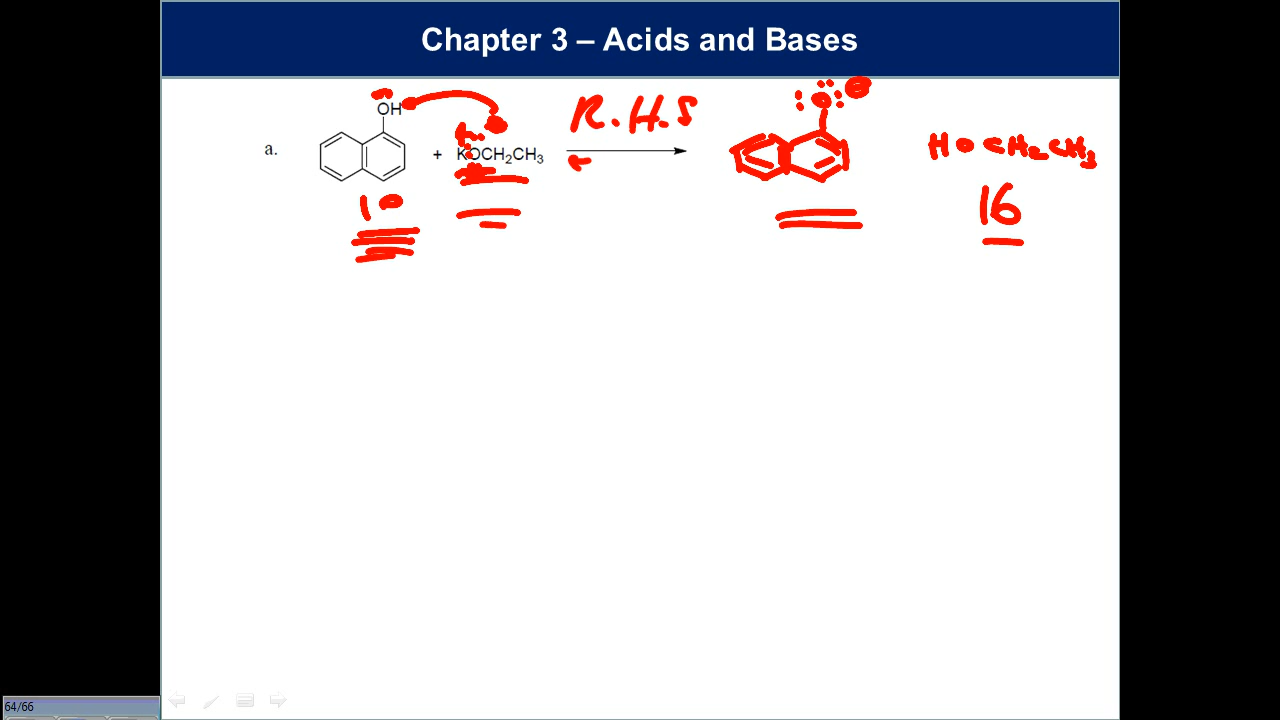 Chapter 3 – Acids and Bases
OH
R.H.S
:Ö:⊖
a.
+ KOCH₂CH₃
HOCH₂CH₃
10
16
64/66